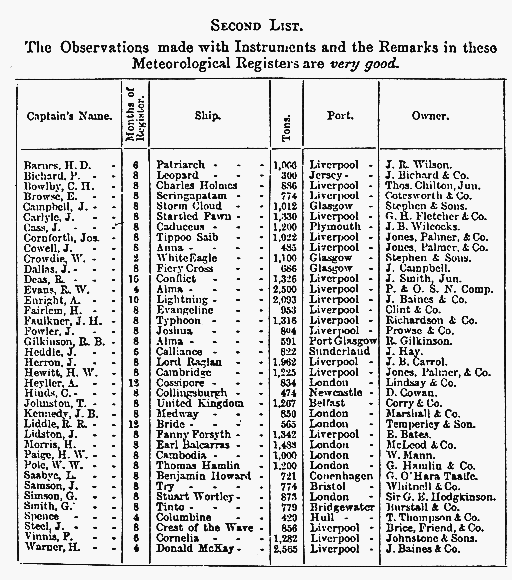 SECOND LIST.
The Observations made with Instruments and the Remarks in these
Meteorological Registers are very good.
Captain's Name. Months of Register. Ship. Tons. Port. Owner.
Barnes, H. D. - 6 Patriarch - - - Liverpool - J. R. Wilson.
Bichard, P. - 8 Leopard - - - 300 Jersey - - J. Bichard & Co.
Bowlby, C. H. 8 Charles Holmes - Liverpool - Thos. Chilton, Jun.
Browse, E. - 8 Seringapatam - - 774 Liverpool - Cotesworth & Co.
Campbell, J. - - 8 Storm Cloud - - 1,012 Glasgow - Stephen & Sons.
Carlyle, J. - - 8 Startled Fawn - - 1,330 Liverpool - G. H. Fletcher & Co.
Cass, J. - - 8 Caduceus - - - 1,200 Plymouth - J. B. Wilcocks.
Cornforth, Jos. 8 Tippoo Saib - - 1,022 Liverpool - Jones, Palmer, & Co.
Cowell, J. - 8 Anna - - - - Liverpool - Jones, Palmer, & Co.
Crowdie, W. - 2 White Eagle - - 1,100 Glasgow - Stephen & Sons.
Dallas, J. - - 8 Fiery Cross - - 686 Glasgow - J. Campbell.
Deas, R. - - 16 Conflict - - - 1,326 Liverpool - J. Smith, Jun.
Evans, R. W. - 4 Alma - - - - 2,500 Liverpool - P. & O. S. N. Comp.
Enright, A. - 10 Lightning - - - 2,093 Liverpool - J. Baines & Co.
Fairlem, H. - 8 Evangeline - - 953 Liverpool - Clint & Co.
Faulkner, J. H. - 8 Typhoon - - - 1,316 Liverpool - Richardson & Co.
Fowler, J. - 8 Joshua - - - 804 Liverpool - Prowse & Co.
Gilkinson, R. B. - 8 Alma - - - - 591 Port Glasgow R. Gilkinson.
Heddle, J. - 6 Calliance - - - 822 Sunderland J. Hay.
Herron, J. - - 8 Lord Raglan - - 1,962 Liverpool - J. B. Carrol.
Hewitt, H. W. - 8 Cambridge - - 1,225 Liverpool - Jones, Palmer, & Co.
Heyller, A. - 12 Cossipore - - - 834 London - Lindsay & Co.
Hinds, C. - - 8 Collingsburgh - - 474 Newcastle - D. Cowan.
Johnston, T. - - 8 United Kingdom - 1,267 Belfast - Corry & Co.
Kennedy, J. B. - 8 Medway - - - 850 London - Marshall & Co.
Liddle, R. R. - - 12 Bride - - - 565 London - Temperley & Son.
Lidston, J. - - 8 Fanny Forsyth - - 1,342 Liverpool - E. Bates.
Morris, H. - - 8 Earl Balcarras - - 1,488 London - McLeod & Co.
Paige, H. W. - - 8 Cambodia - - - 1,000 London - W. Mann.
Pole, W. W. - - 8 Thomas Hamlin - 1,200 London - G. Hamlin & Co.
Saabye, L. - - 8 Benjamin Howard - 721 Copenhagen G. O'Hara Taaffe.
Samson, J. - - 8 Try - - - - 77 Bristol - Whitnell & Co.
Simson, G. - - 8 Stuart Wortley - 873 London - Sir G. E. Hodgkinson.
Smith, G. - - 8 Tinto - - - - 779 Bridgewater Burstall & Co.
Spence - - 4 Columbine - - 423 Hull - - T. Thompson & Co.
Steel, J. - - 8 Crest of the Wave - 856 Liverpool - Brice, Friend, & Co.
Vinnis, P. - 6 Cornelia - - - 1,282 Liverpool - Johnstone & Sons.
Warner, H. - - 4 Donald McKay - - 2,565 Liverpool - J. Baines & Co.